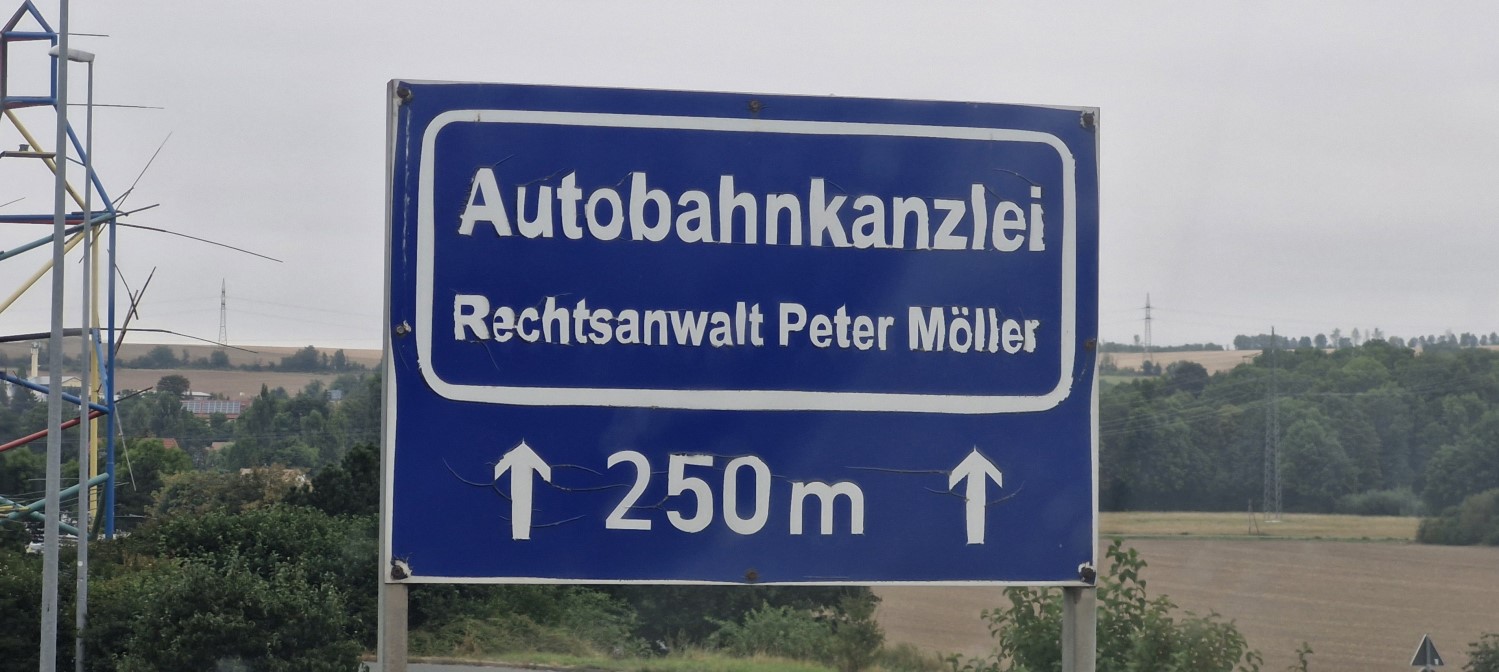 Autobahnkanzlei
Rechtsanwalt Peter Möller
250 m